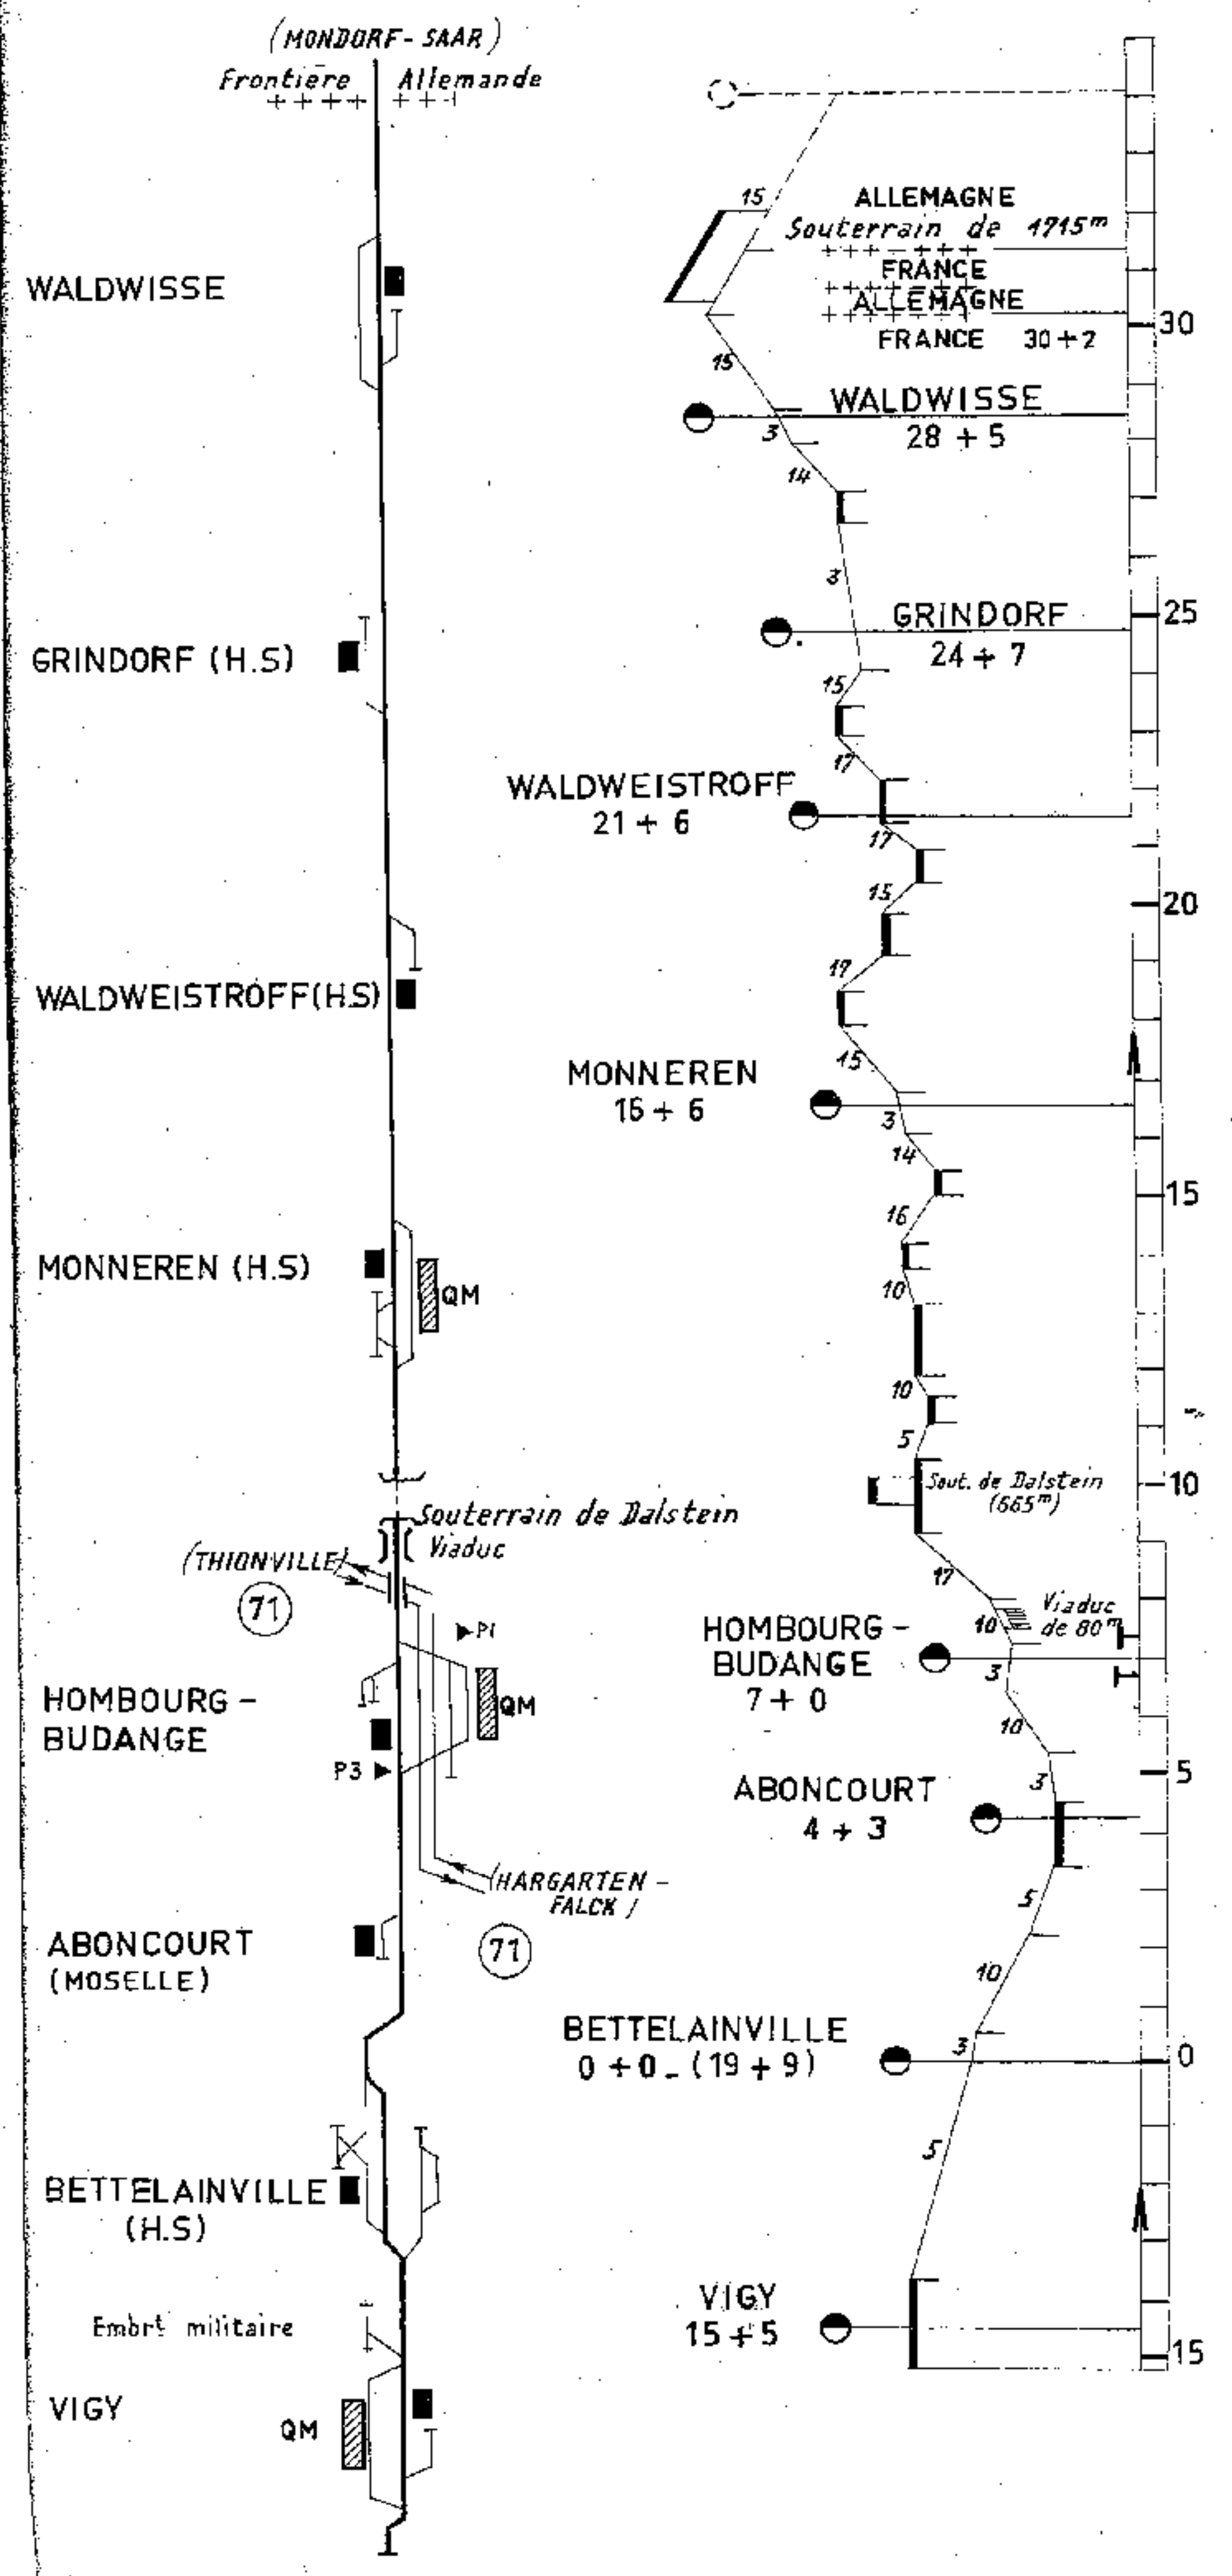 (MONDORF-SAAR)
Frontière Allemande
WALDWISSE
GRINDORF (H.S)
WALDWEISTROFF(H.S)
MONNEREN (H.S)
QM
Souterrain de Dalstein
Viaduc
(THIONVILLE)
71
P1
HOMBOURG-
BUDANGE
QM
P3
(HARGARTEN-
FALCK)
71
ABONCOURT
(MOSELLE)
BETTELAINVILLE
(H.S)
Embrt militaire
VIGY
QM
15
ALLEMAGNE
Souterrain de 1715m
FRANCE
ALLEMAGNE
FRANCE 30+2
30
15
WALDWISSE
28+5
3
14
3
GRINDORF
24+7
25
15
17
WALDWEISTROFF
21+6
17
15
20
17
15
MONNEREN
16+6
3
14
15
16
10
10
5
Sout. de Dalstein
(665m)
10
17
Viaduc
de 80m
10
HOMBOURG-
BUDANGE
7+0
3
10
5
3
ABONCOURT
4+3
5
10
BETTELAINVILLE
0+0_(19+9)
3
0
5
VIGY
15+5
15